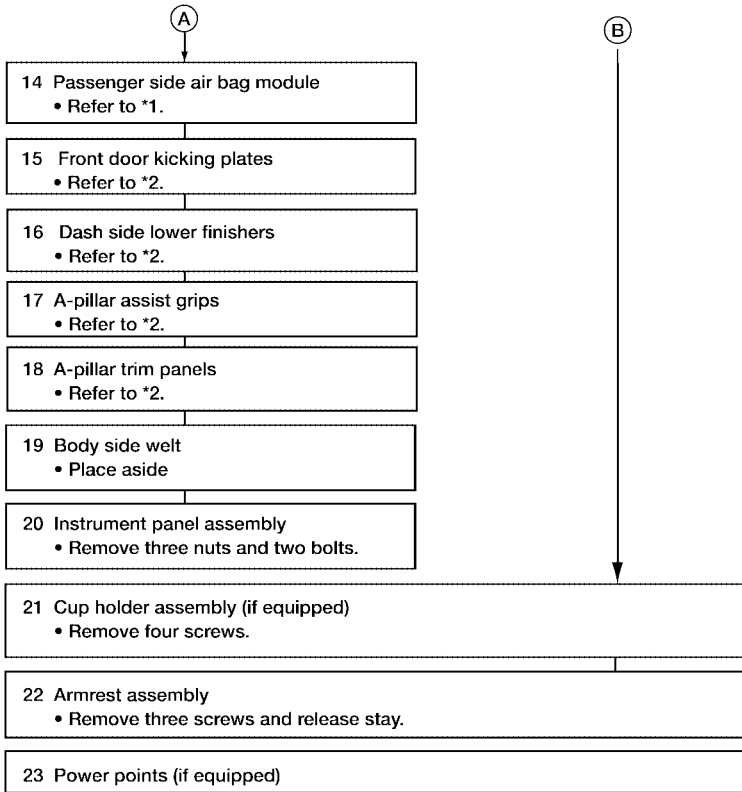 A
B
14 Passenger side air bag module
• Refer to *1.
15 Front door kicking plates
• Refer to *2.
16 Dash side lower finishers
• Refer to *2.
17 A-pillar assist grips
• Refer to *2.
18 A-pillar trim panels
• Refer to *2.
19 Body side welt
• Place aside
20 Instrument panel assembly
• Remove three nuts and two bolts.
21 Cup holder assembly (if equipped)
• Remove four screws.
22 Armrest assembly
• Remove three screws and release stay.
23 Power points (if equipped)